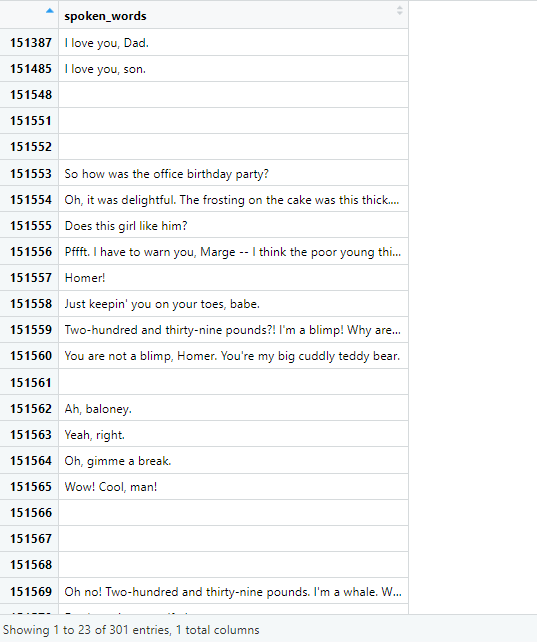 spoken_words
151387 I love you, Dad.
151485 I love you, son.
151548
151551
151552
151553 So how was the office birthday party?
151554 Oh, it was delightful. The frosting on the cake was this thick....
151555 Does this girl like him?
151556 Pffft. I have to warn you, Marge -- I think the poor young thi...
151557 Homer!
151558 Just keepin' you on your toes, babe.
151559 Two-hundred and thirty-nine pounds?! I'm a blimp! Why are...
151560 You are not a blimp, Homer. You're my big cuddly teddy bear.
151561
151562 Ah, baloney.
151563 Yeah, right.
151564 Oh, gimme a break.
151565 Wow! Cool, man!
151566
151567
151568
151569 Oh no! Two-hundred and thirty-nine pounds. I'm a whale. W...
Showing 1 to 23 of 301 entries, 1 total columns